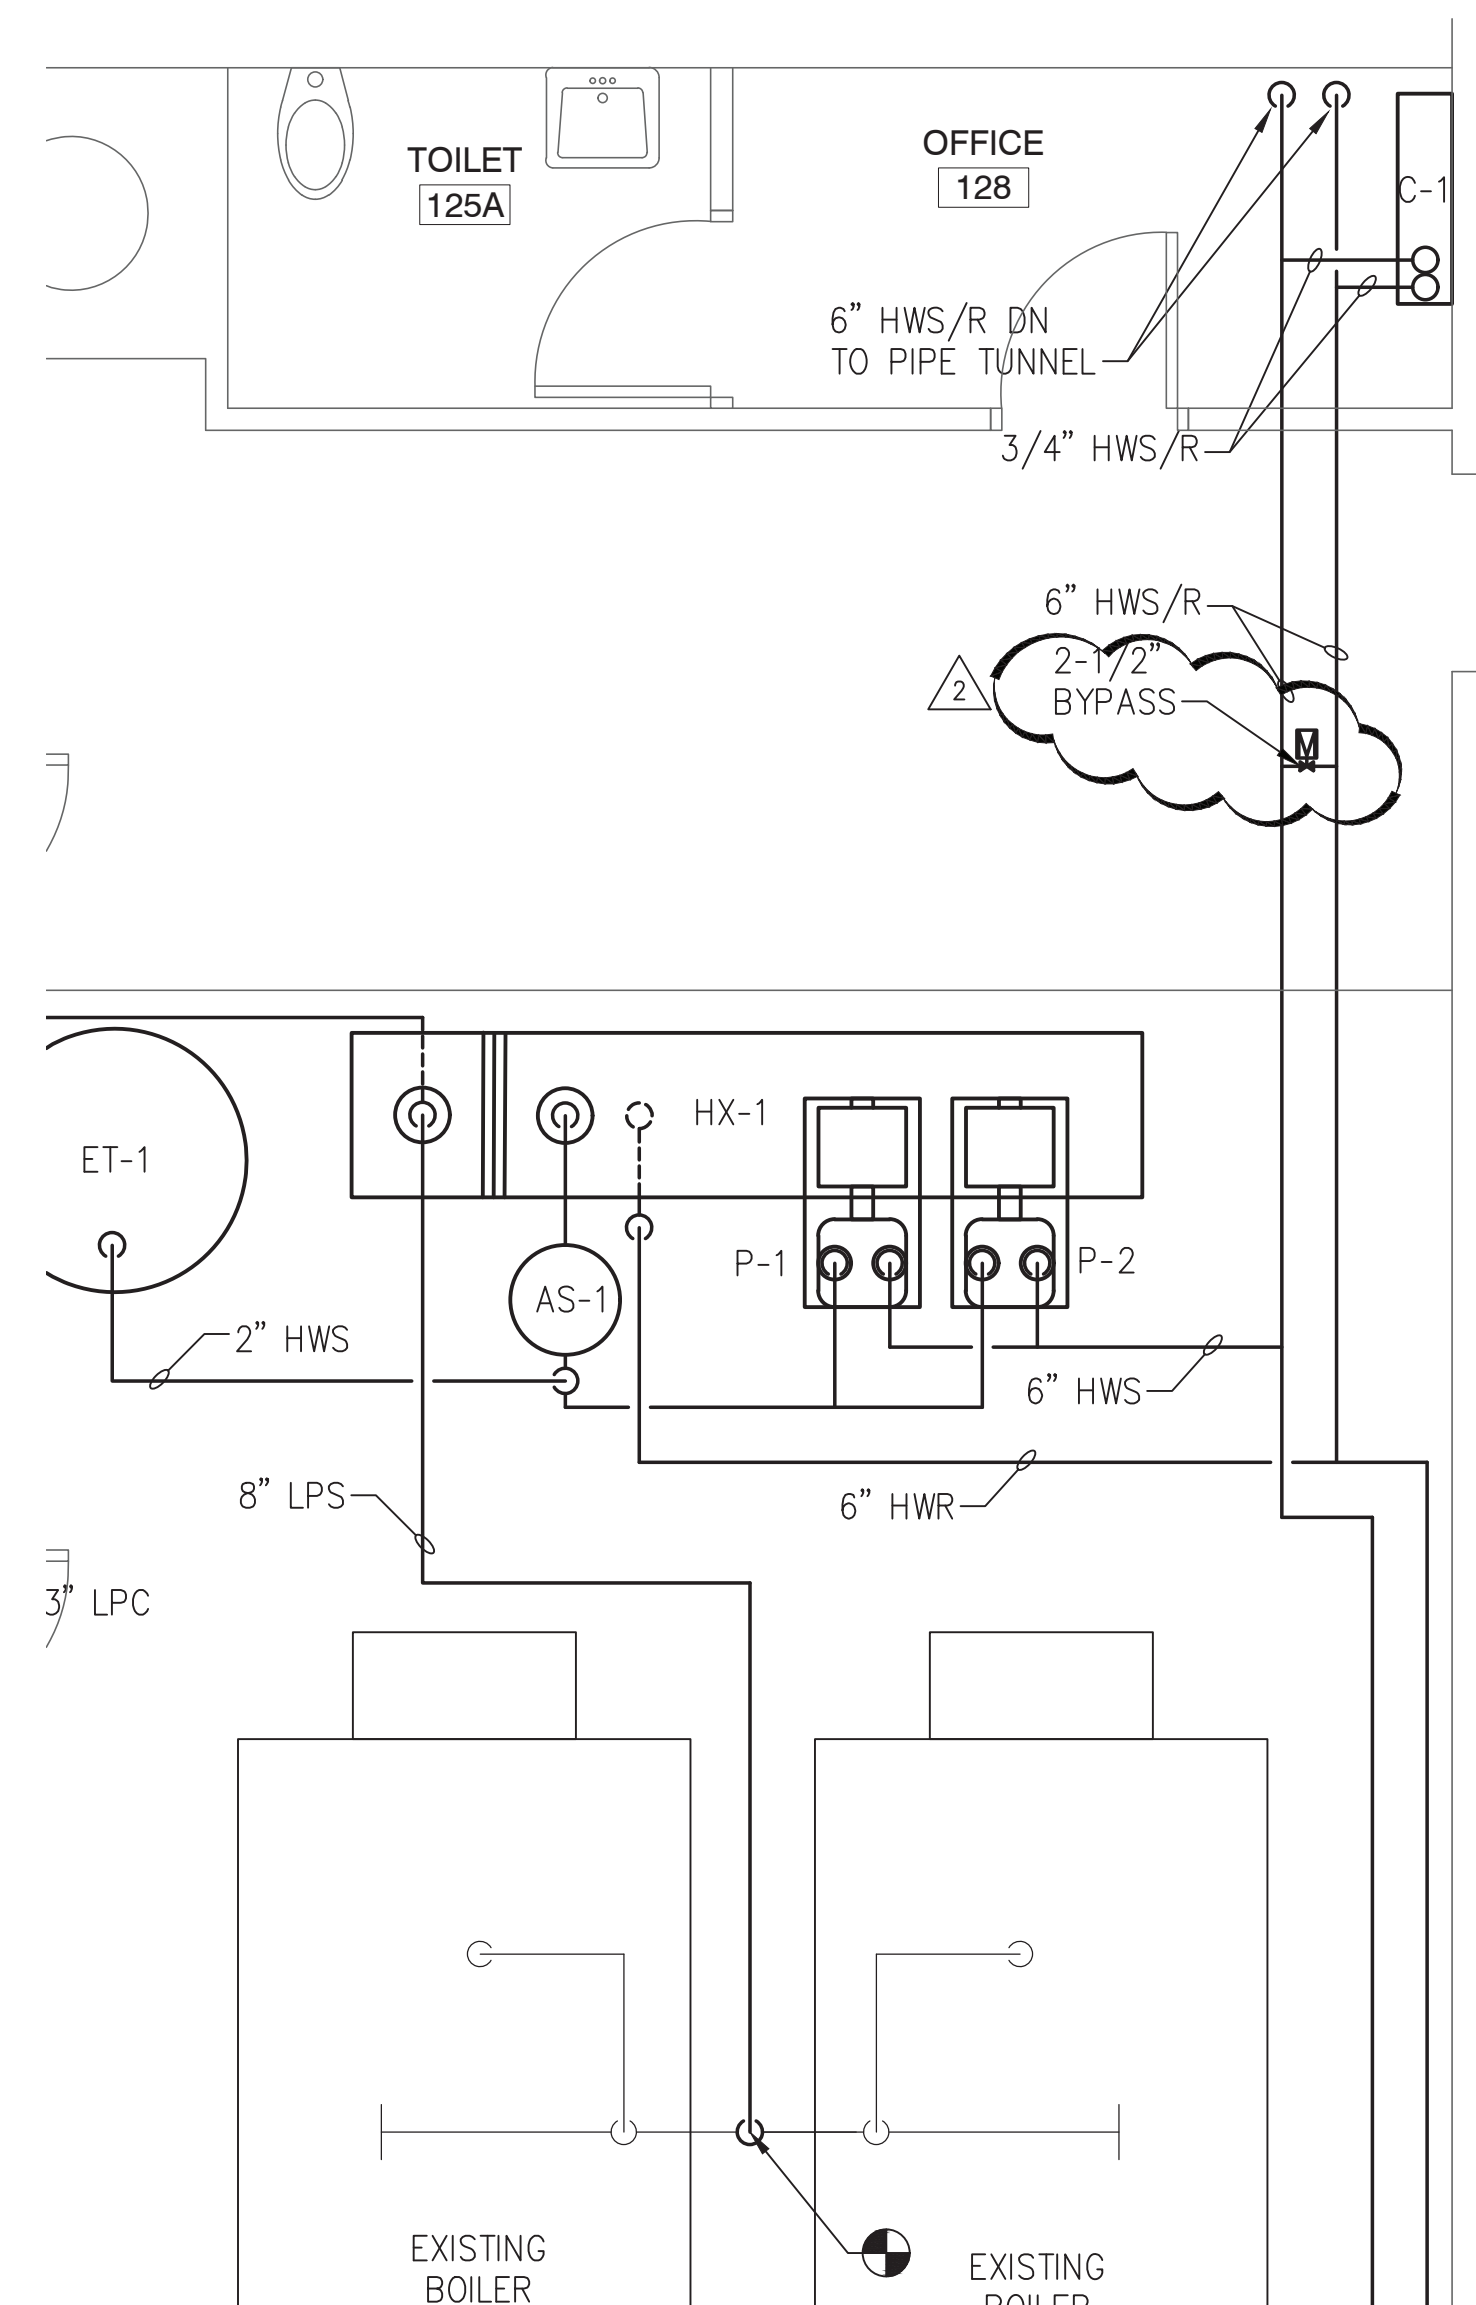 TOILET
125A
OFFICE
128
C-1
6” HWS/R DN
TO PIPE TUNNEL
3/4” HWS/R
6” HWS/R
2-1/2”
BYPASS
2
M
HX-1
ET-1
P-1
P-2
AS-1
2” HWS
6” HWS
8” LPS
6” HWR
3” LPC
EXISTING
BOILER
EXISTING
BOILER